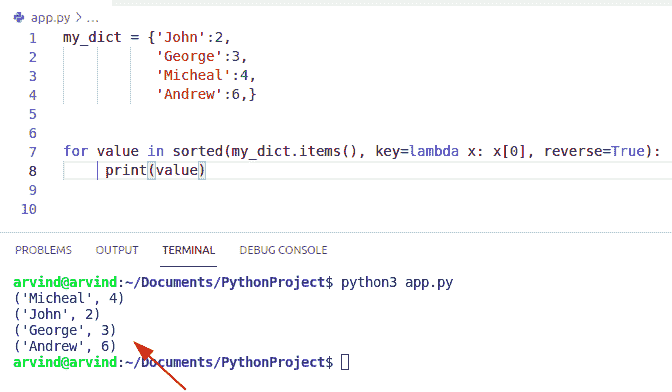 app.py > ...
1 my_dict = {'John':2,
2 'George':3,
3 'Micheal':4,
4 'Andrew':6,}
5
6
7 for value in sorted(my_dict.items(), key=lambda x: x[0], reverse=True):
8 print(value)
9
10
PROBLEMS OUTPUT TERMINAL DEBUG CONSOLE
arvind@arvind:~/Documents/PythonProject$ python3 app.py
('Micheal', 4)
('John', 2)
('George', 3)
('Andrew', 6)
arvind@arvind:~/Documents/PythonProject$